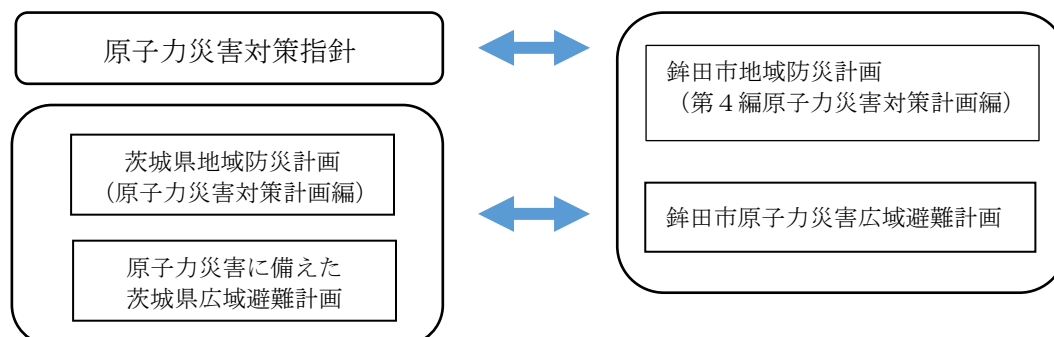 原子力災害対策指針
茨城県地域防災計画
(原子力災害対策計画編)
原子力災害に備えた
茨城県広域避難計画
鉾田市地域防災計画
(第4編原子力災害対策計画編)
鉾田市原子力災害広域避難計画